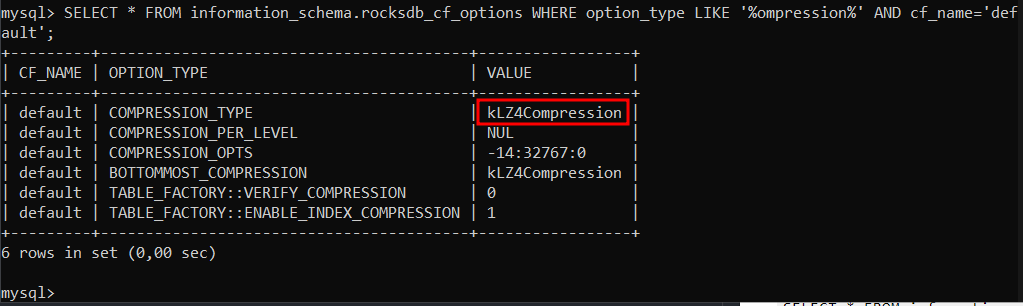 mysql> SELECT * FROM information_schema.rocksdb_cf_options WHERE option_type LIKE '%ompression%' AND cf_name='def
ault';
+---------+---------------------------------------+----------------+
| CF_NAME | OPTION_TYPE                           | VALUE          |
+---------+---------------------------------------+----------------+
| default | COMPRESSION_TYPE                      | kLZ4Compression |
| default | COMPRESSION_PER_LEVEL                 | NUL            |
| default | COMPRESSION_OPTS                      | -14:32767:0    |
| default | BOTTOMMOST_COMPRESSION                | kLZ4Compression |
| default | TABLE_FACTORY::VERIFY_COMPRESSION     | 0              |
| default | TABLE_FACTORY::ENABLE_INDEX_COMPRESSION | 1            |
+---------+---------------------------------------+----------------+
6 rows in set (0,00 sec)
mysql>